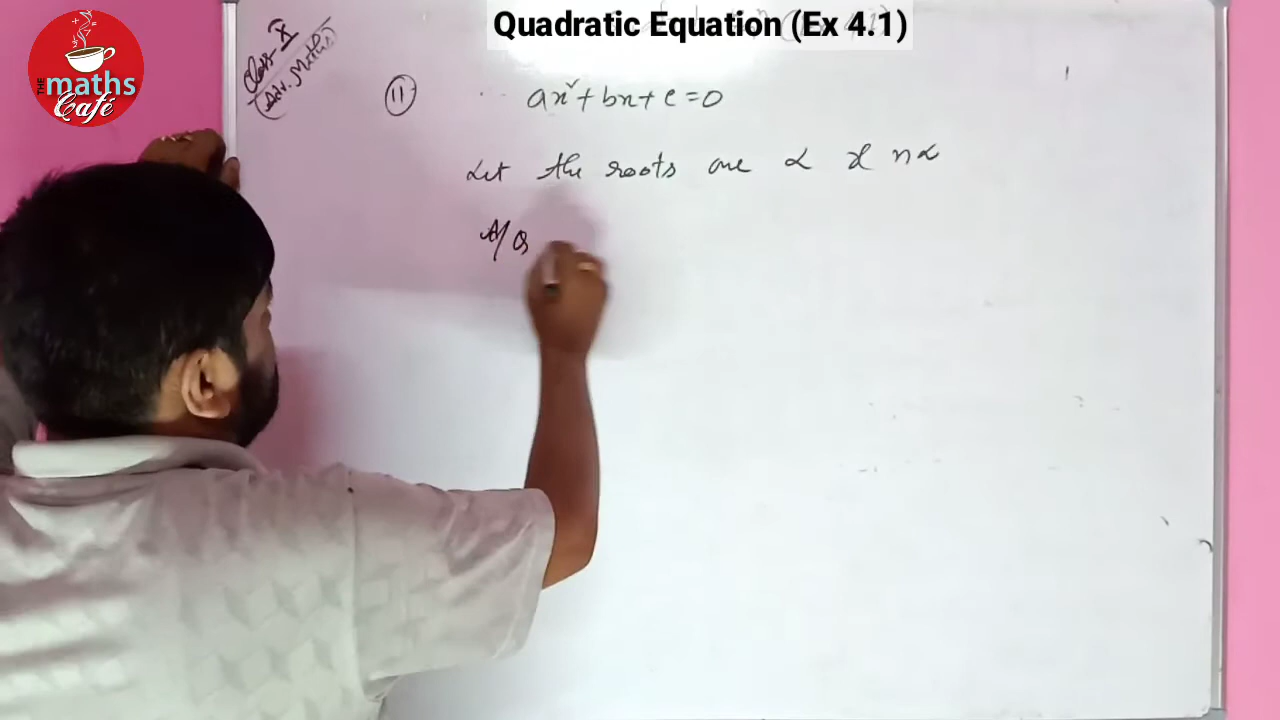 Quadratic Equation (Ex 4.1)
THE maths Café
Class-X
(Adv. Maths)
11 ax²+bx+c=0
Let the roots are α & nα
A/Q